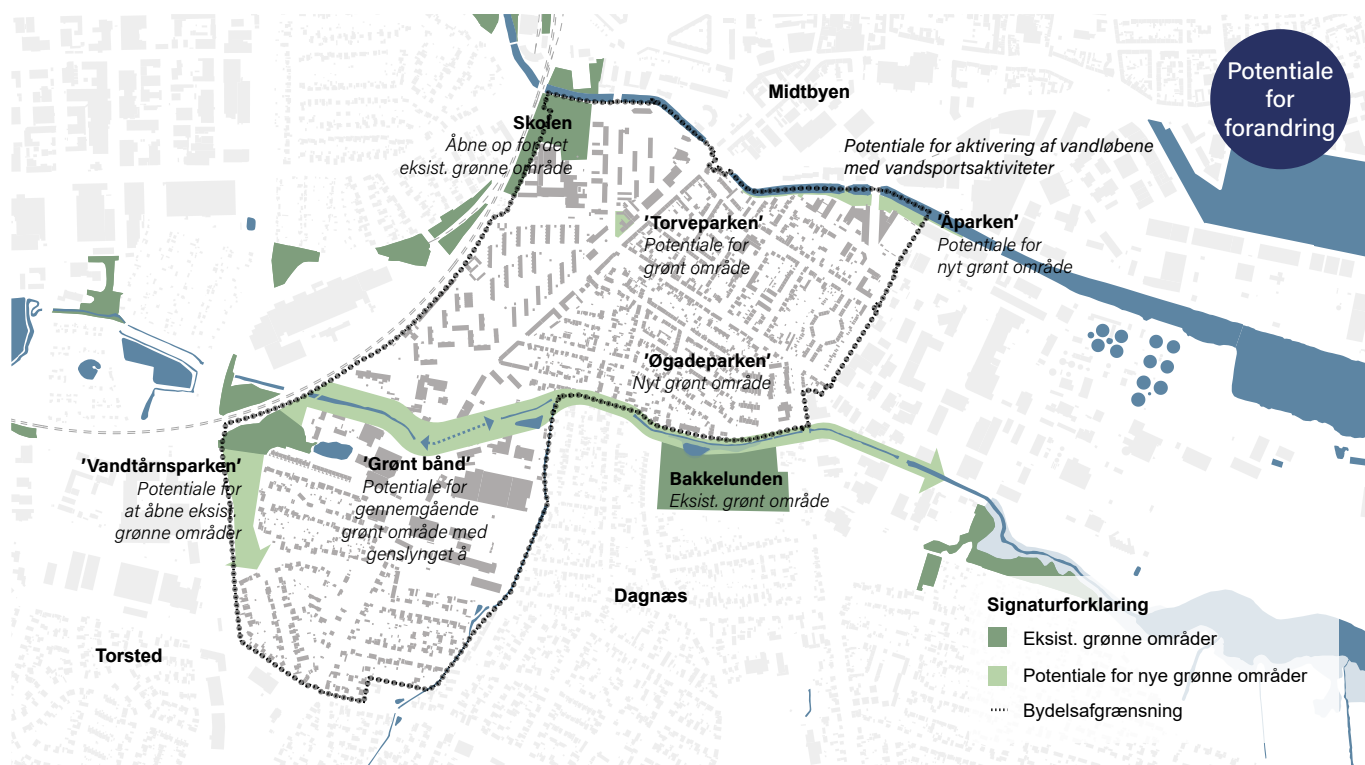 Potentiale
for
forandring
Midtbyen
Skolen
Åbne op for det
eksist. grønne område
Potentiale for aktivering af vandløbene
med vandsportsaktiviteter
'Torveparken'
Potentiale for
grønt område
'Åparken'
Potentiale for
nyt grønt område
'Øgadeparken'
Nyt grønt område
'Vandtårnsparken'
Potentiale for
at åbne eksist.
grønne områder
'Grønt bånd'
Potentiale for
gennemgående
grønt område med
genslynget å
Bakkelunden
Eksist. grønt område
Dagnæs
Torsted
Signaturforklaring
Eksist. grønne områder
Potentiale for nye grønne områder
Bydelsafgrænsning